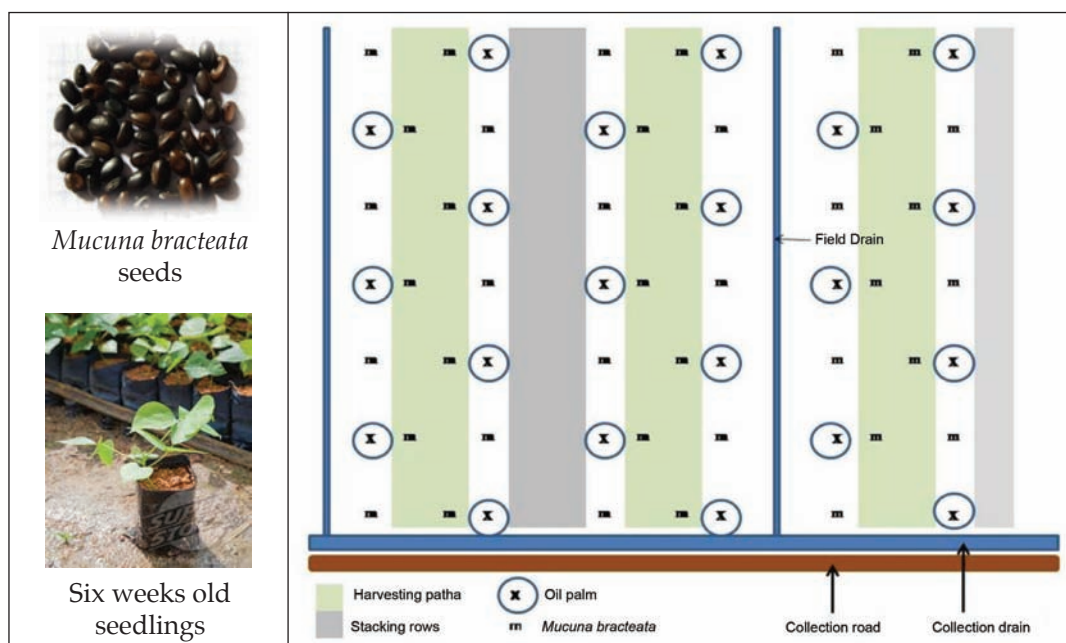 Mucuna bracteata
seeds
Six weeks old
seedlings
m m x m m x m m x
x m m x m m x m m
m m x m m x m m x
Field Drain
x m m x m m x m m
m m x m m x m m x
x m m x m m x m m
m m x m m x m m x
Harvesting patha x Oil palm
Stacking rows m Mucuna bracteata
Collection road Collection drain